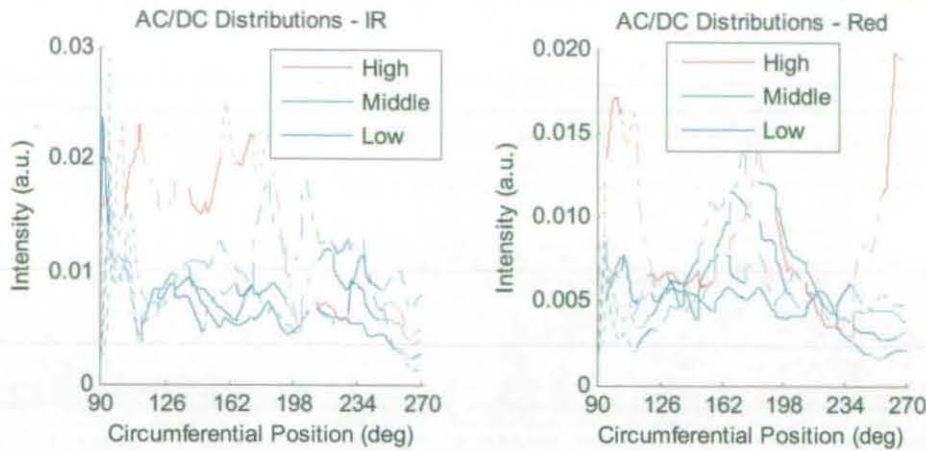 AC/DC Distributions - IR
0.03
0.02
0.01
0
Intensity (a.u.)
High
Middle
Low
90 126 162 198 234 270
Circumferential Position (deg)
AC/DC Distributions - Red
0.020
0.015
0.010
0.005
0
Intensity (a.u.)
High
Middle
Low
90 126 162 198 234 270
Circumferential Position (deg)